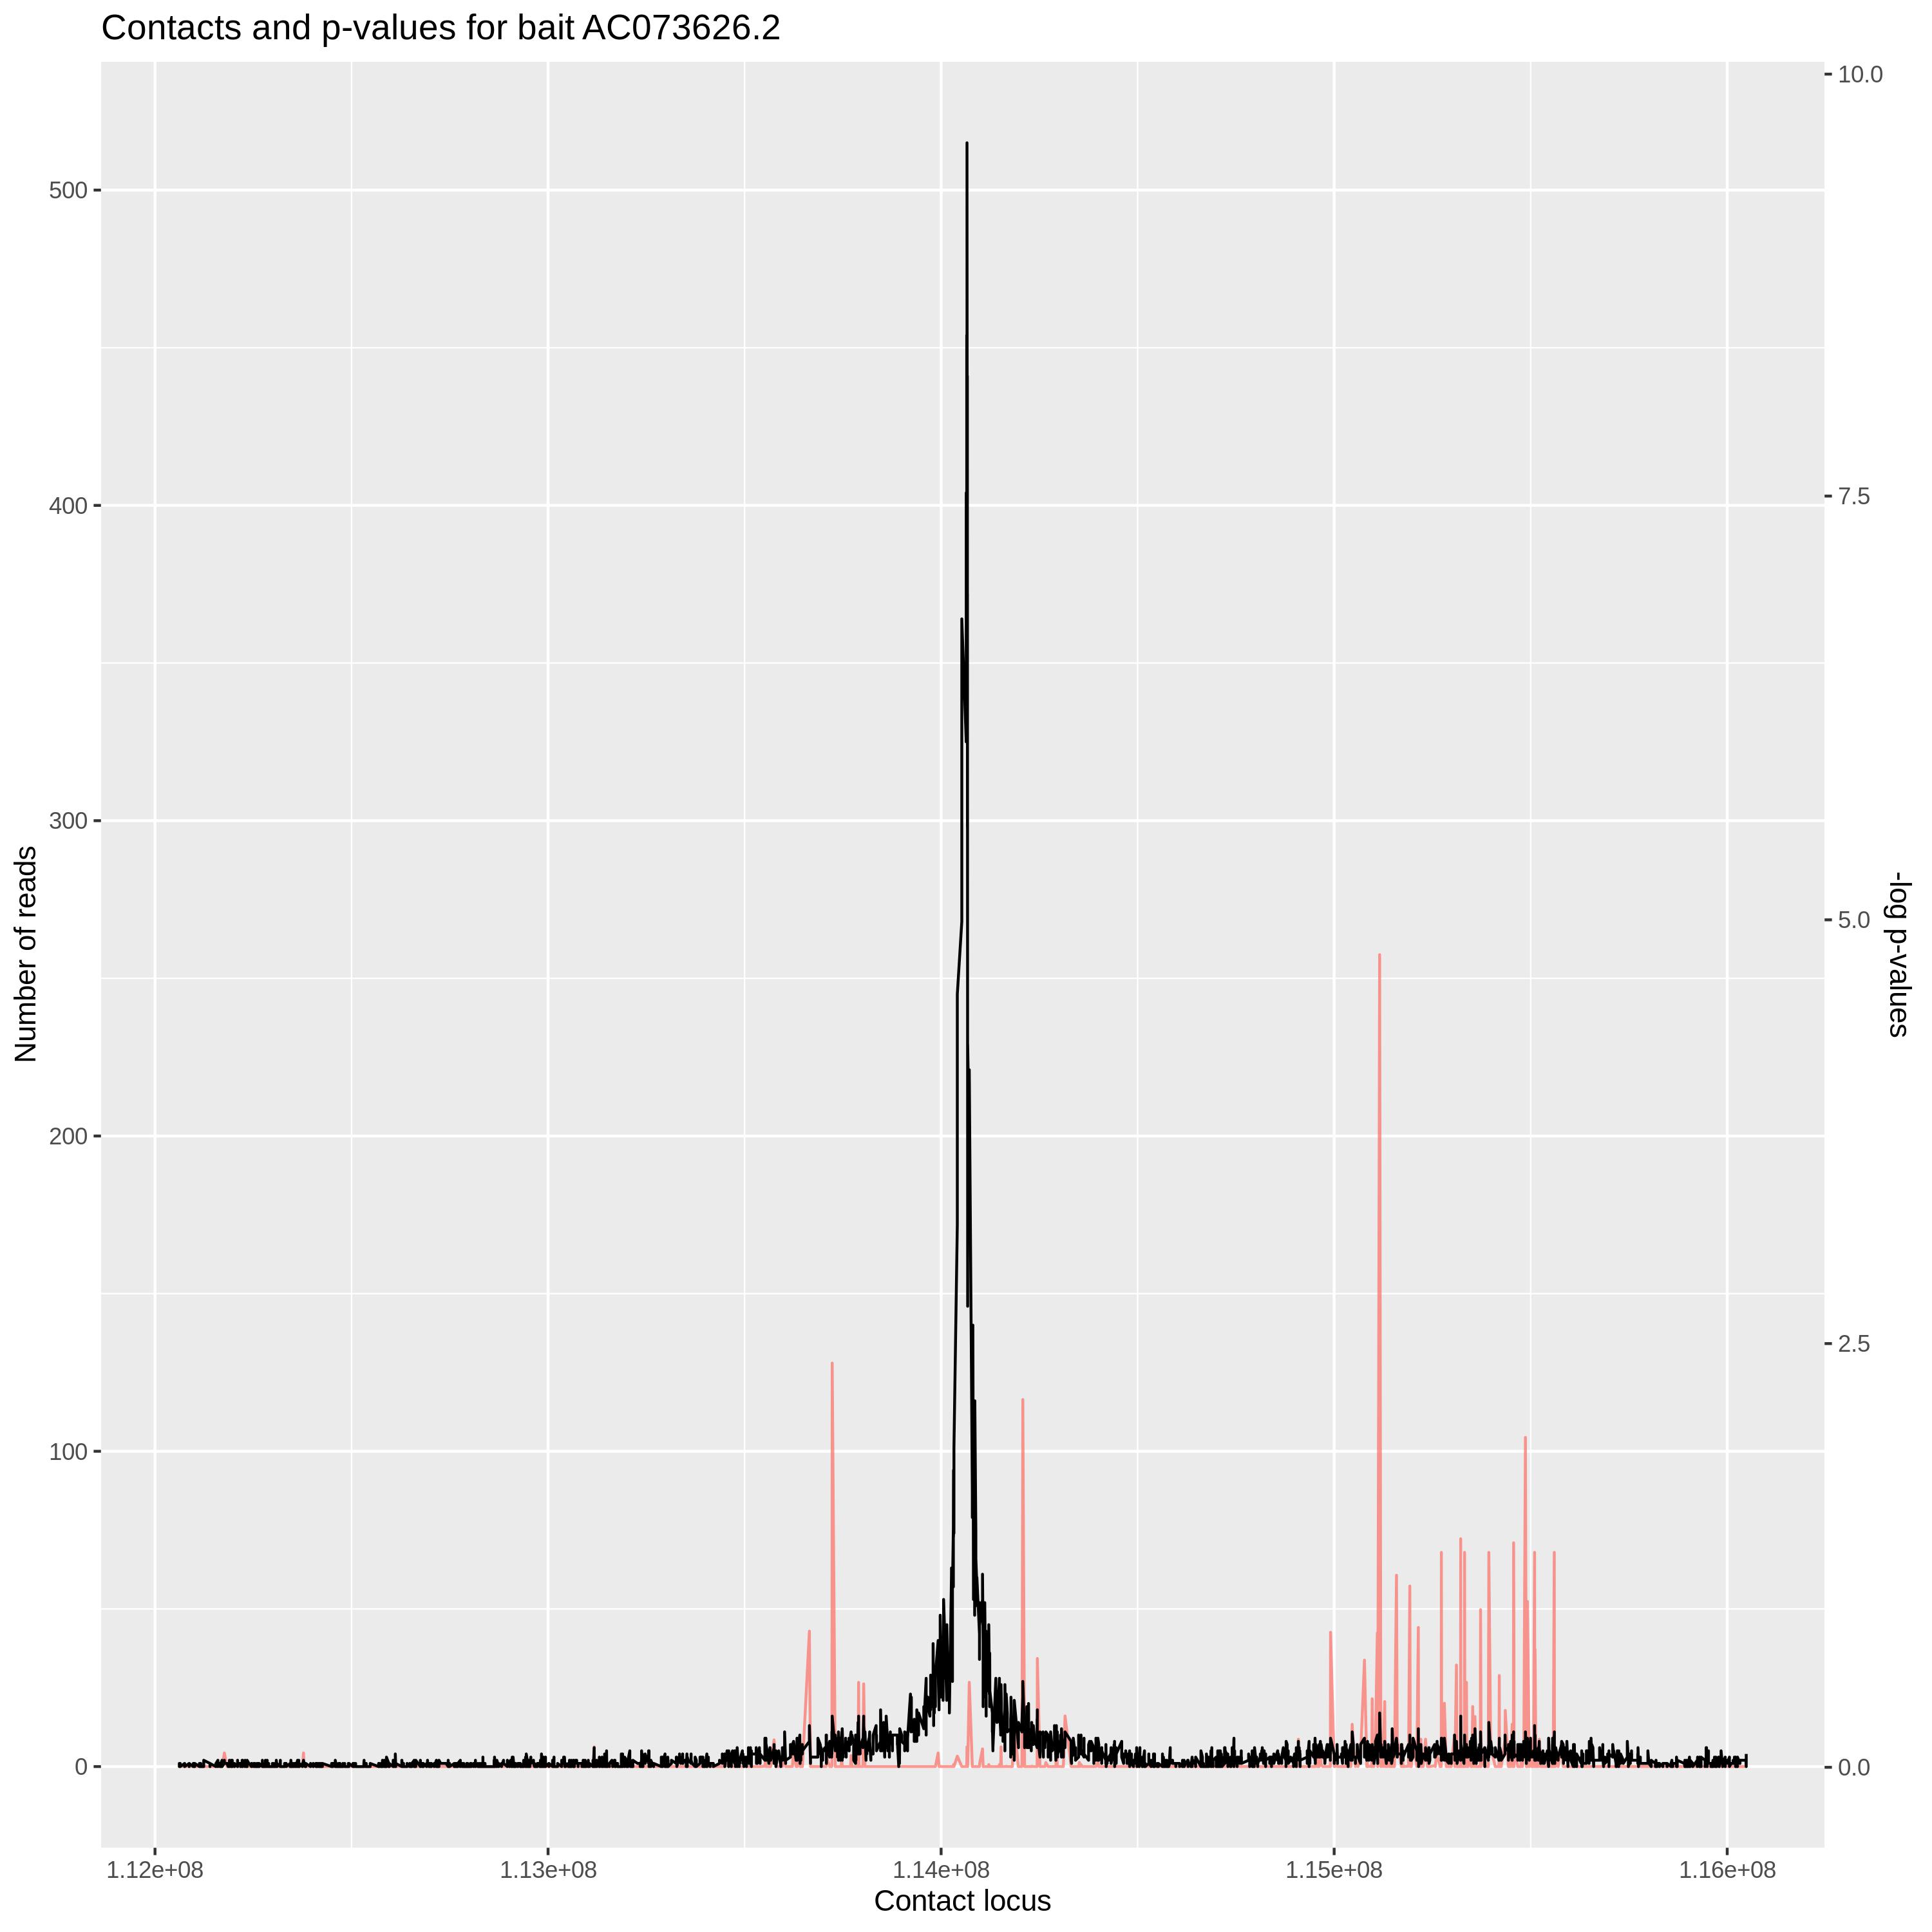 Contacts and p-values for bait AC073626.2
10.0
500
400
7.5
300
Number of reads
-log p-values
5.0
200
2.5
100
0
0.0
1.12e+08 1.13e+08 1.14e+08 1.15e+08 1.16e+08
Contact locus